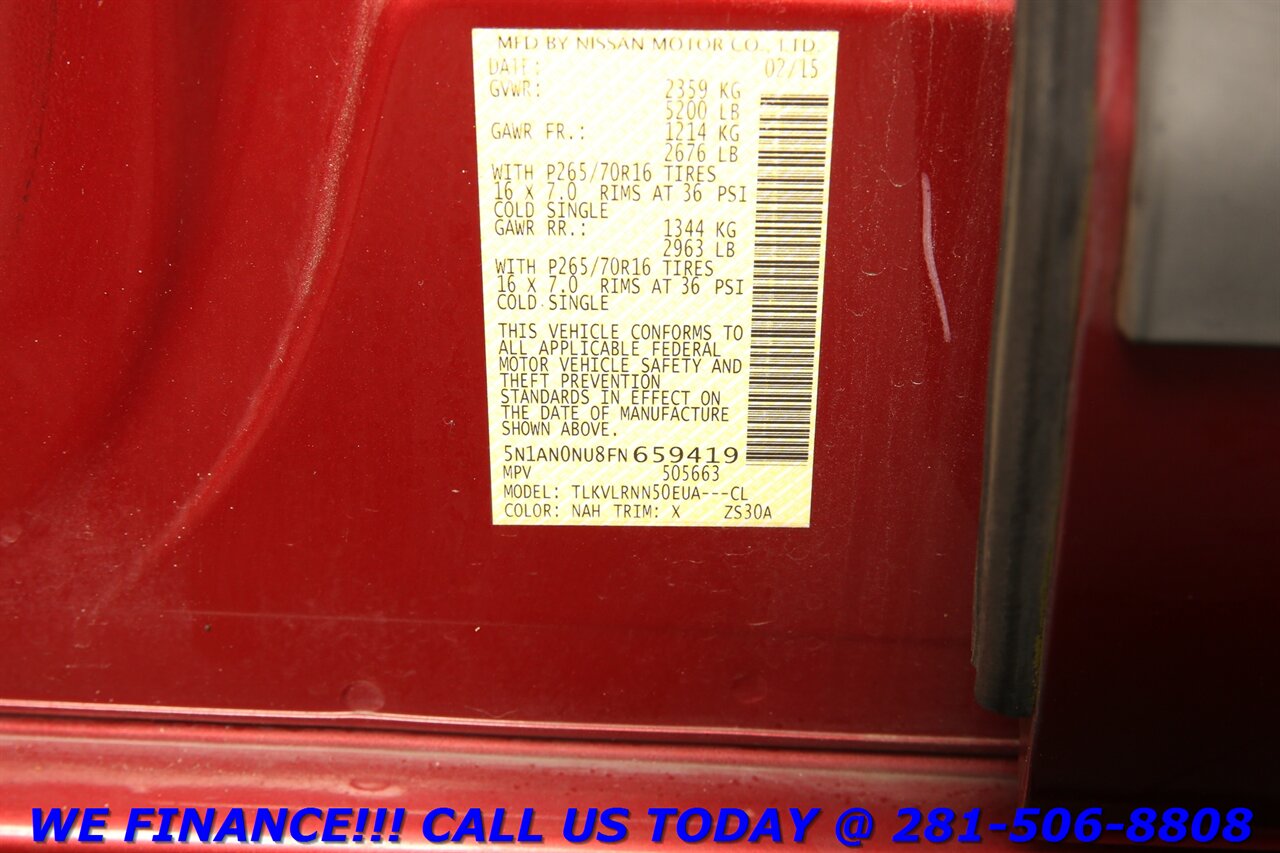 MFD BY NISSAN MOTOR CO., LTD.
DATE: 02/15
GVWR: 2359 KG
5200 LB
GAWR FR.: 1214 KG
2676 LB
WITH P265/70R16 TIRES
16 X 7.0 RIMS AT 36 PSI
COLD SINGLE
GAWR RR.: 1344 KG
2963 LB
WITH P265/70R16 TIRES
16 X 7.0 RIMS AT 36 PSI
COLD SINGLE
THIS VEHICLE CONFORMS TO
ALL APPLICABLE FEDERAL
MOTOR VEHICLE SAFETY AND
THEFT PREVENTION
STANDARDS IN EFFECT ON
THE DATE OF MANUFACTURE
SHOWN ABOVE.
5N1AN0NU8FN659419
MPV 505663
MODEL: TLKVLRNN50EUA---CL
COLOR: NAH TRIM: X ZS30A
WE FINANCE!!! CALL US TODAY @ 281-506-8808